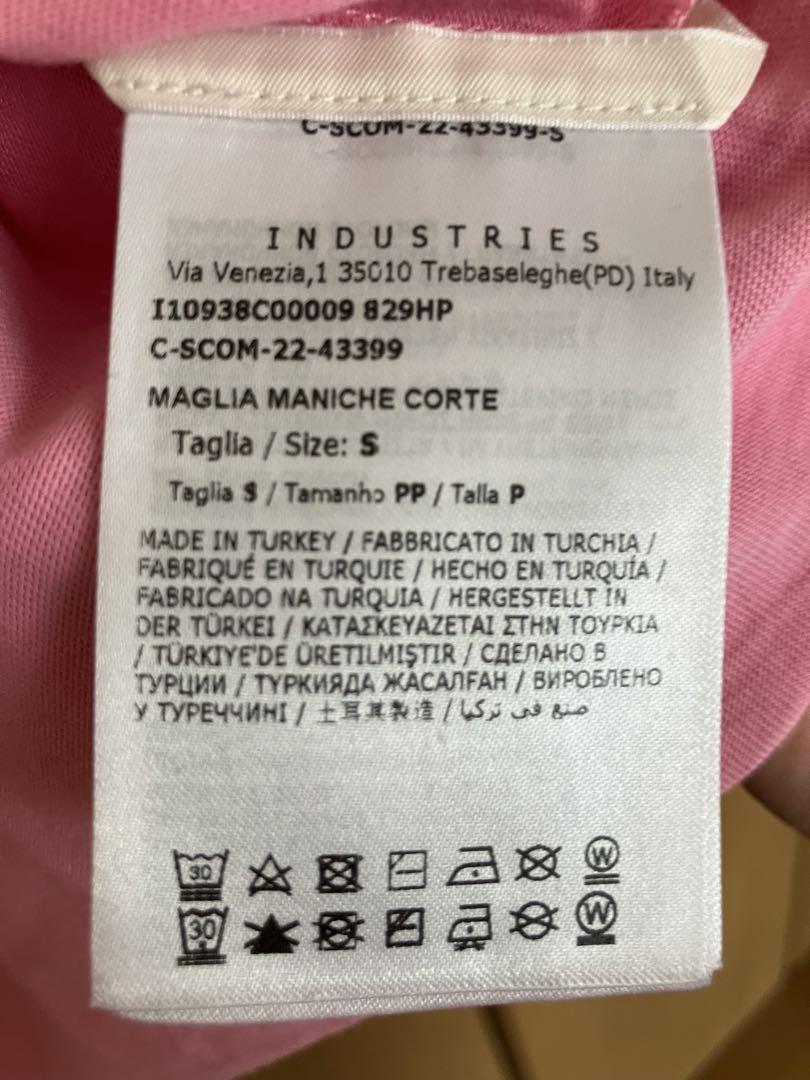 C-SCOM-22-43399-S
INDUSTRIES
Via Venezia,1 35010 Trebaseleghe(PD) Italy
I10938C00009 829HP
C-SCOM-22-43399
MAGLIA MANICHE CORTE
Taglia / Size: S
Taglia S / Tamanho PP / Talla P
MADE IN TURKEY / FABBRICATO IN TURCHIA /
FABRIQUÉ EN TURQUIE / HECHO EN TURQUÍA /
FABRICADO NA TURQUIA / HERGESTELLT IN
DER TÜRKEI / ΚΑΤΑΣΚΕΥΑΖΕΤΑΙ ΣΤΗΝ ΤΟΥΡΚΙΑ
/ TÜRKIYE'DE ÜRETILMIŞTIR / СДЕЛАНО В
ТУРЦИИ / ТҮРКИЯДА ЖАСАЛҒАН / ВИРОБЛЕНО
У ТУРЕЧЧИНІ / 土耳其製造 / صنع في تركيا
30 W
30 W